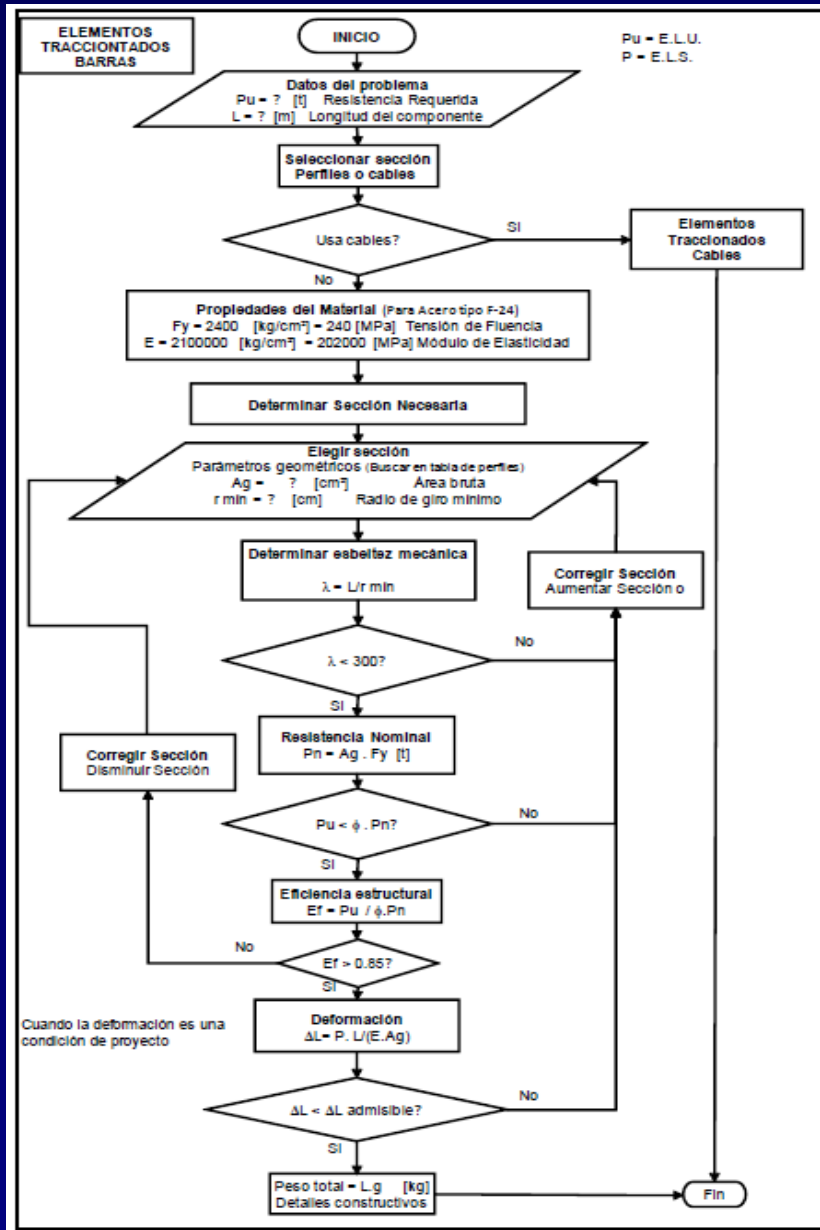 ELEMENTOS
TRACCIONTADOS
BARRAS
INICIO
Pu = E.L.U.
P = E.L.S.
Datos del problema
Pu = ? [t] Resistencia Requerida
L = ? [m] Longitud del componente
Seleccionar sección
Perfiles o cables
Usa cables?
SI
Elementos
Traccionados
Cables
No
Propiedades del Material (Para Acero tipo F-24)
Fy = 2400 [kg/cm²] = 240 [MPa] Tensión de Fluencia
E = 2100000 [kg/cm²] = 202000 [MPa] Módulo de Elasticidad
Determinar Sección Necesaria
Elegir sección
Parámetros geométricos (Buscar en tabla de perfiles)
Ag = ? [cm²] Área bruta
r min = ? [cm] Radio de giro mínimo
Determinar esbeltez mecánica
λ = L/r min
Corregir Sección
Aumentar Sección o
λ < 300?
No
SI
Resistencia Nominal
Pn = Ag . Fy [t]
Corregir Sección
Disminuir Sección
Pu < ϕ . Pn?
No
SI
Eficiencia estructural
Ef = Pu / ϕ.Pn
No
Ef > 0.85?
SI
Cuando la deformación es una
condición de proyecto
Deformación
ΔL= P. L/(E.Ag)
ΔL < ΔL admisible?
No
SI
Peso total = L.g [kg]
Detalles constructivos
Fin